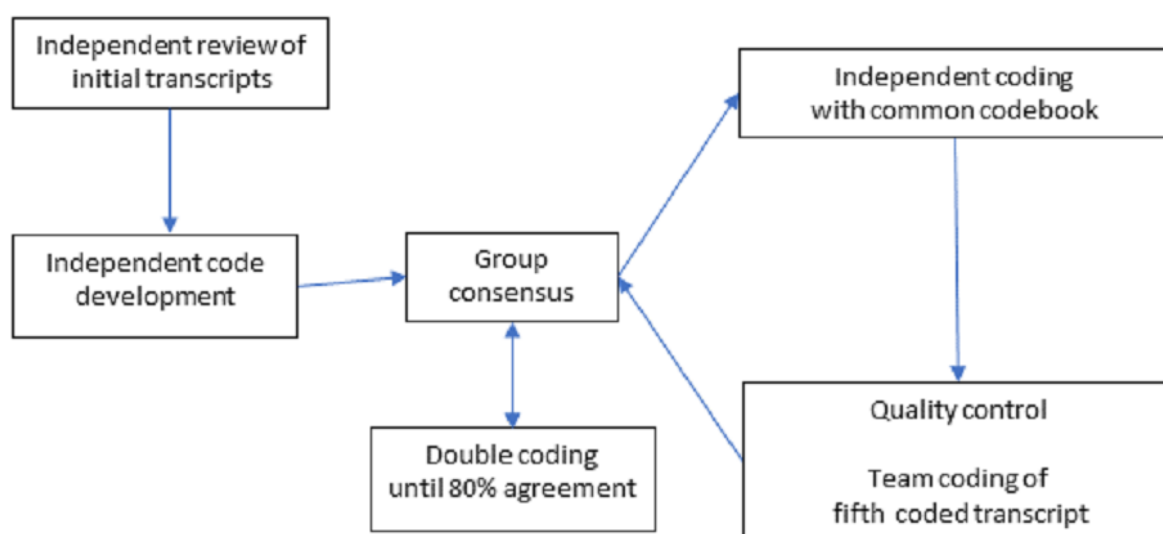 Independent review of
initial transcripts
Independent coding
with common codebook
Independent code
development
Group
consensus
Double coding
until 80% agreement
Quality control
Team coding of
fifth coded transcript